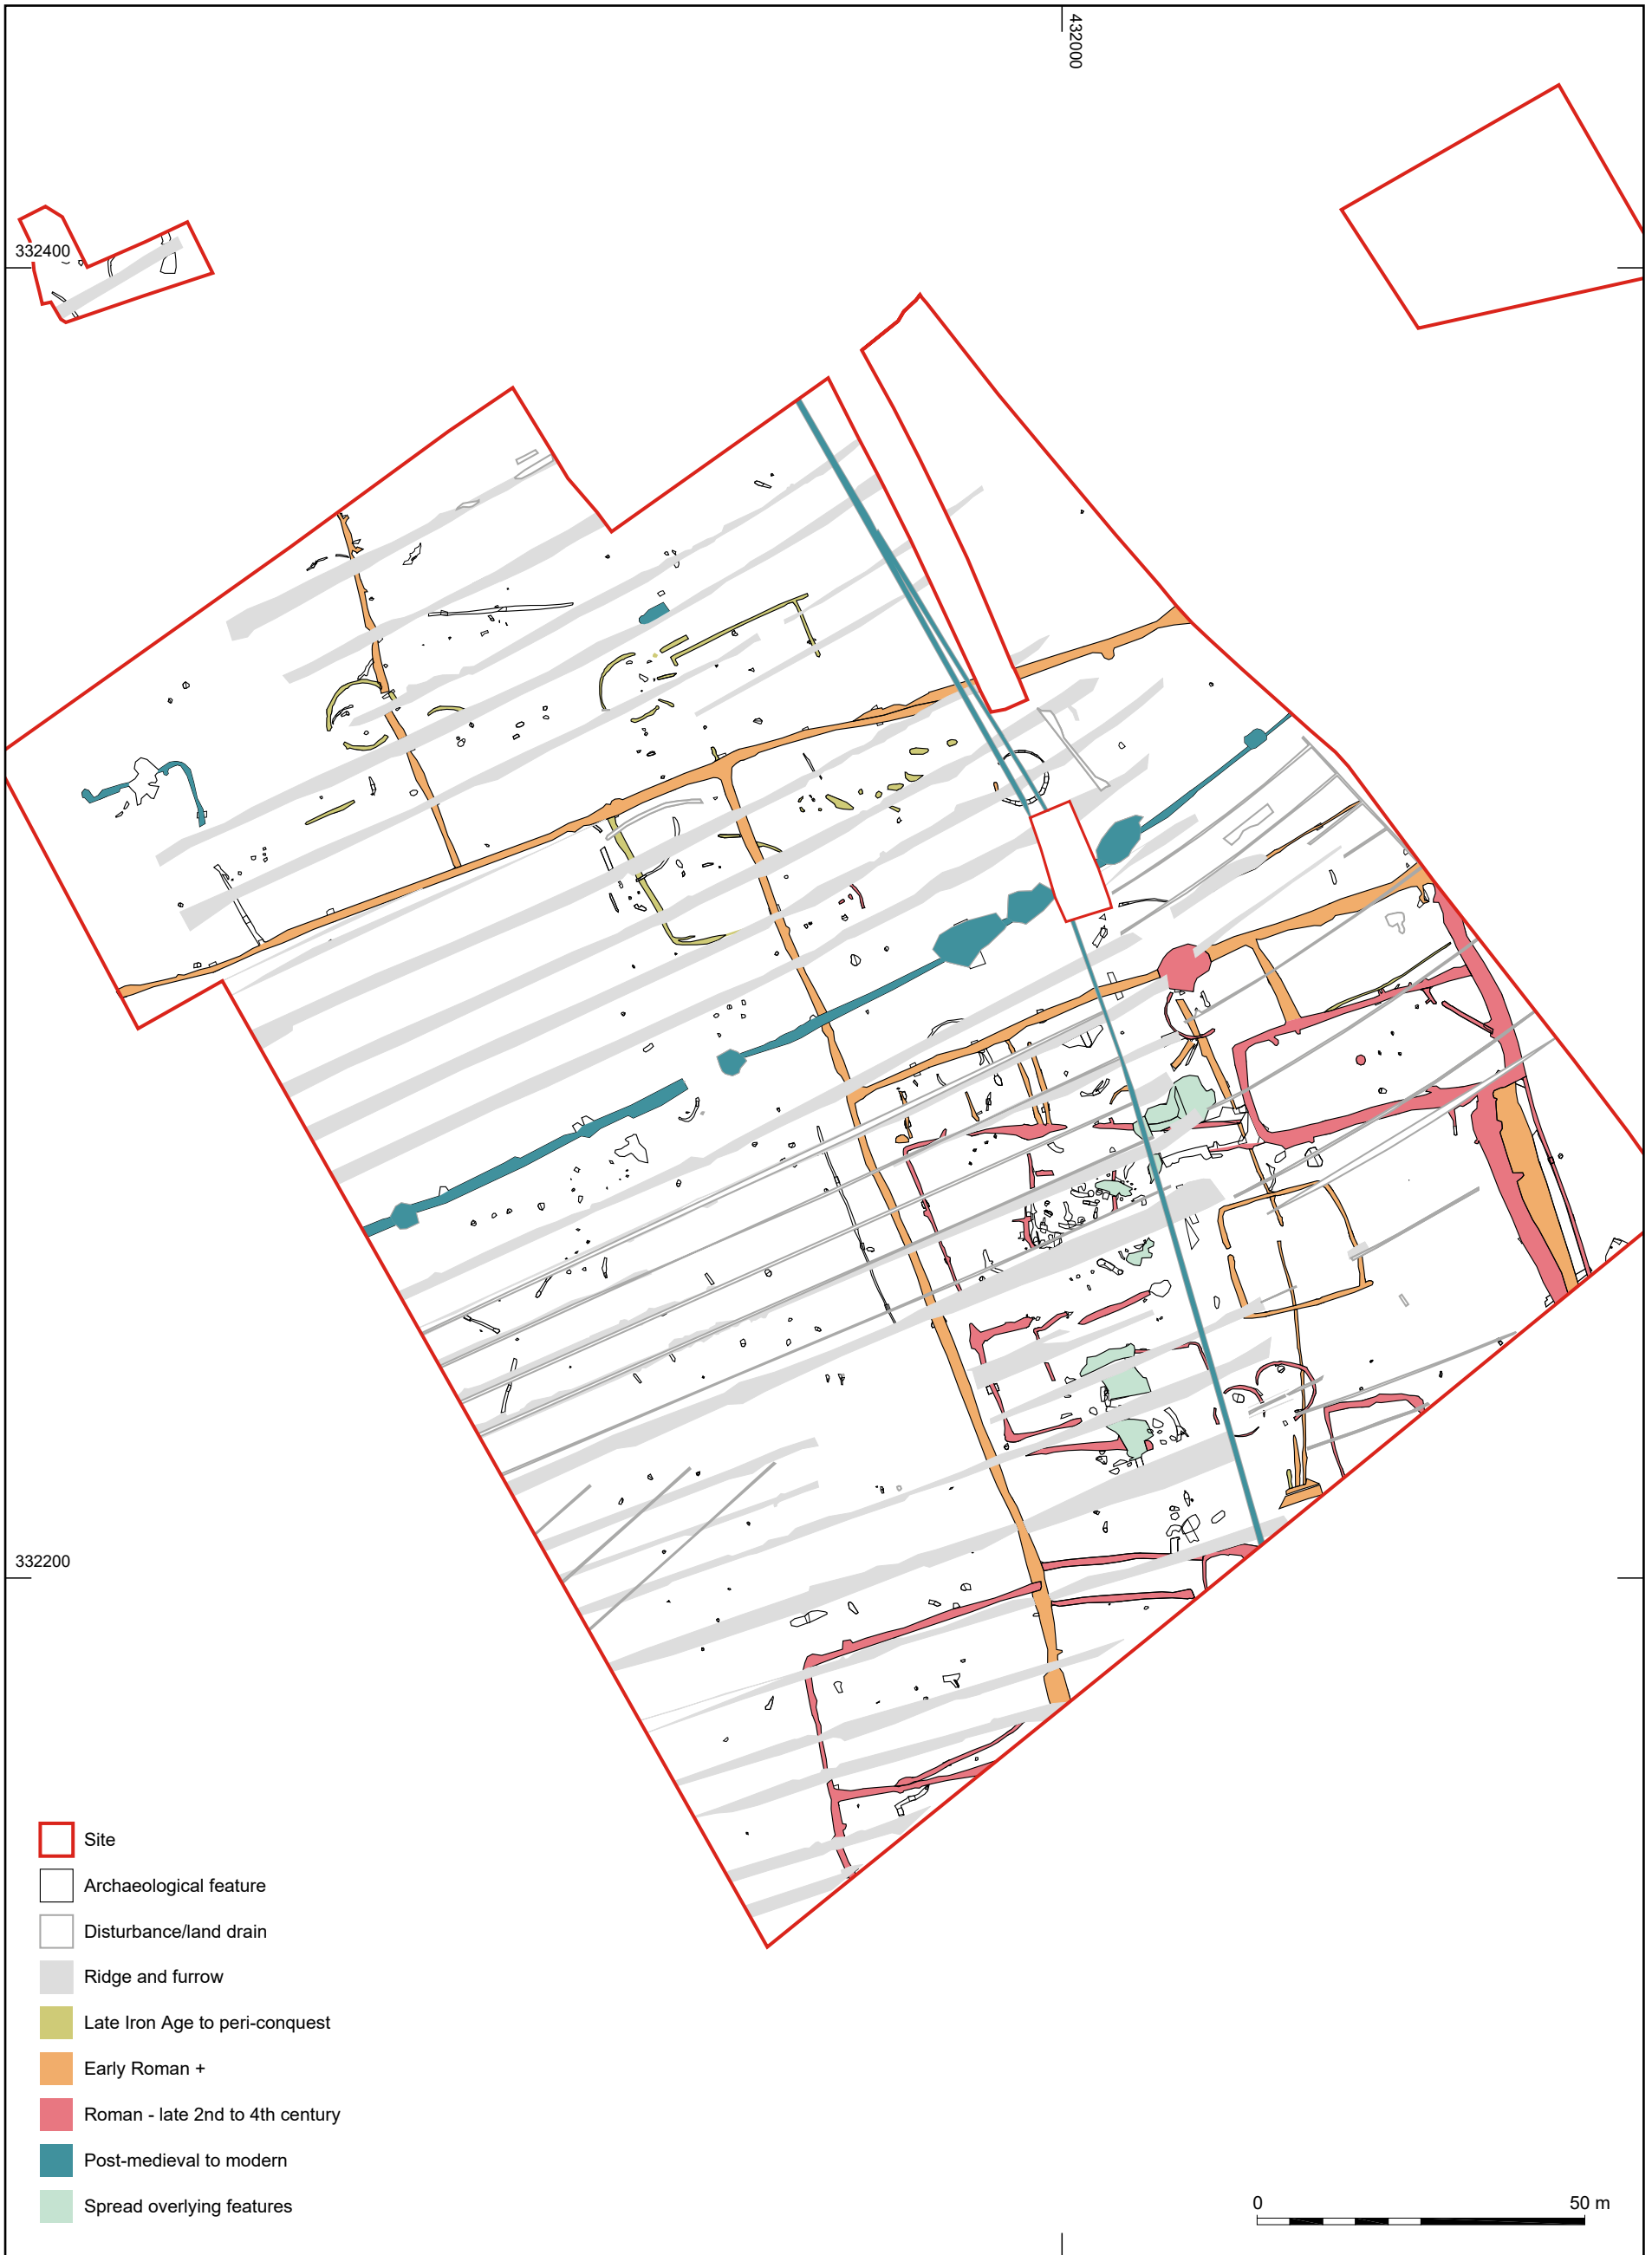 432000
332400
332200
Site
Archaeological feature
Disturbance/land drain
Ridge and furrow
Late Iron Age to peri-conquest
Early Roman +
Roman - late 2nd to 4th century
Post-medieval to modern
Spread overlying features
0 50 m